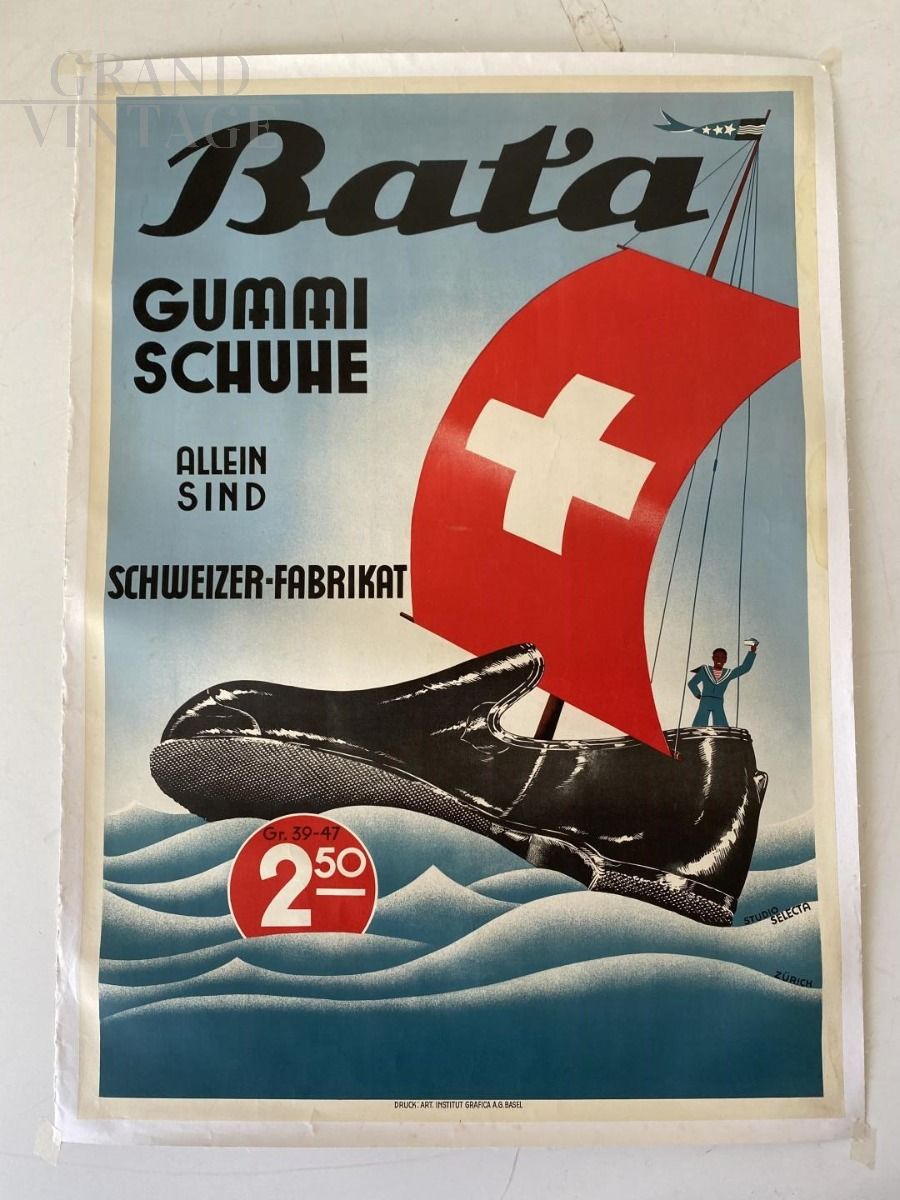 GRAND
VINTAGE
Baťa
GUMMI
SCHUHE
ALLEIN
SIND
SCHWEIZER-FABRIKAT
Gr. 39-47
2 50
STUDIO
SELECTA
ZÜRICH
DRUCK: ART. INSTITUT GRAFICA A.G. BASEL